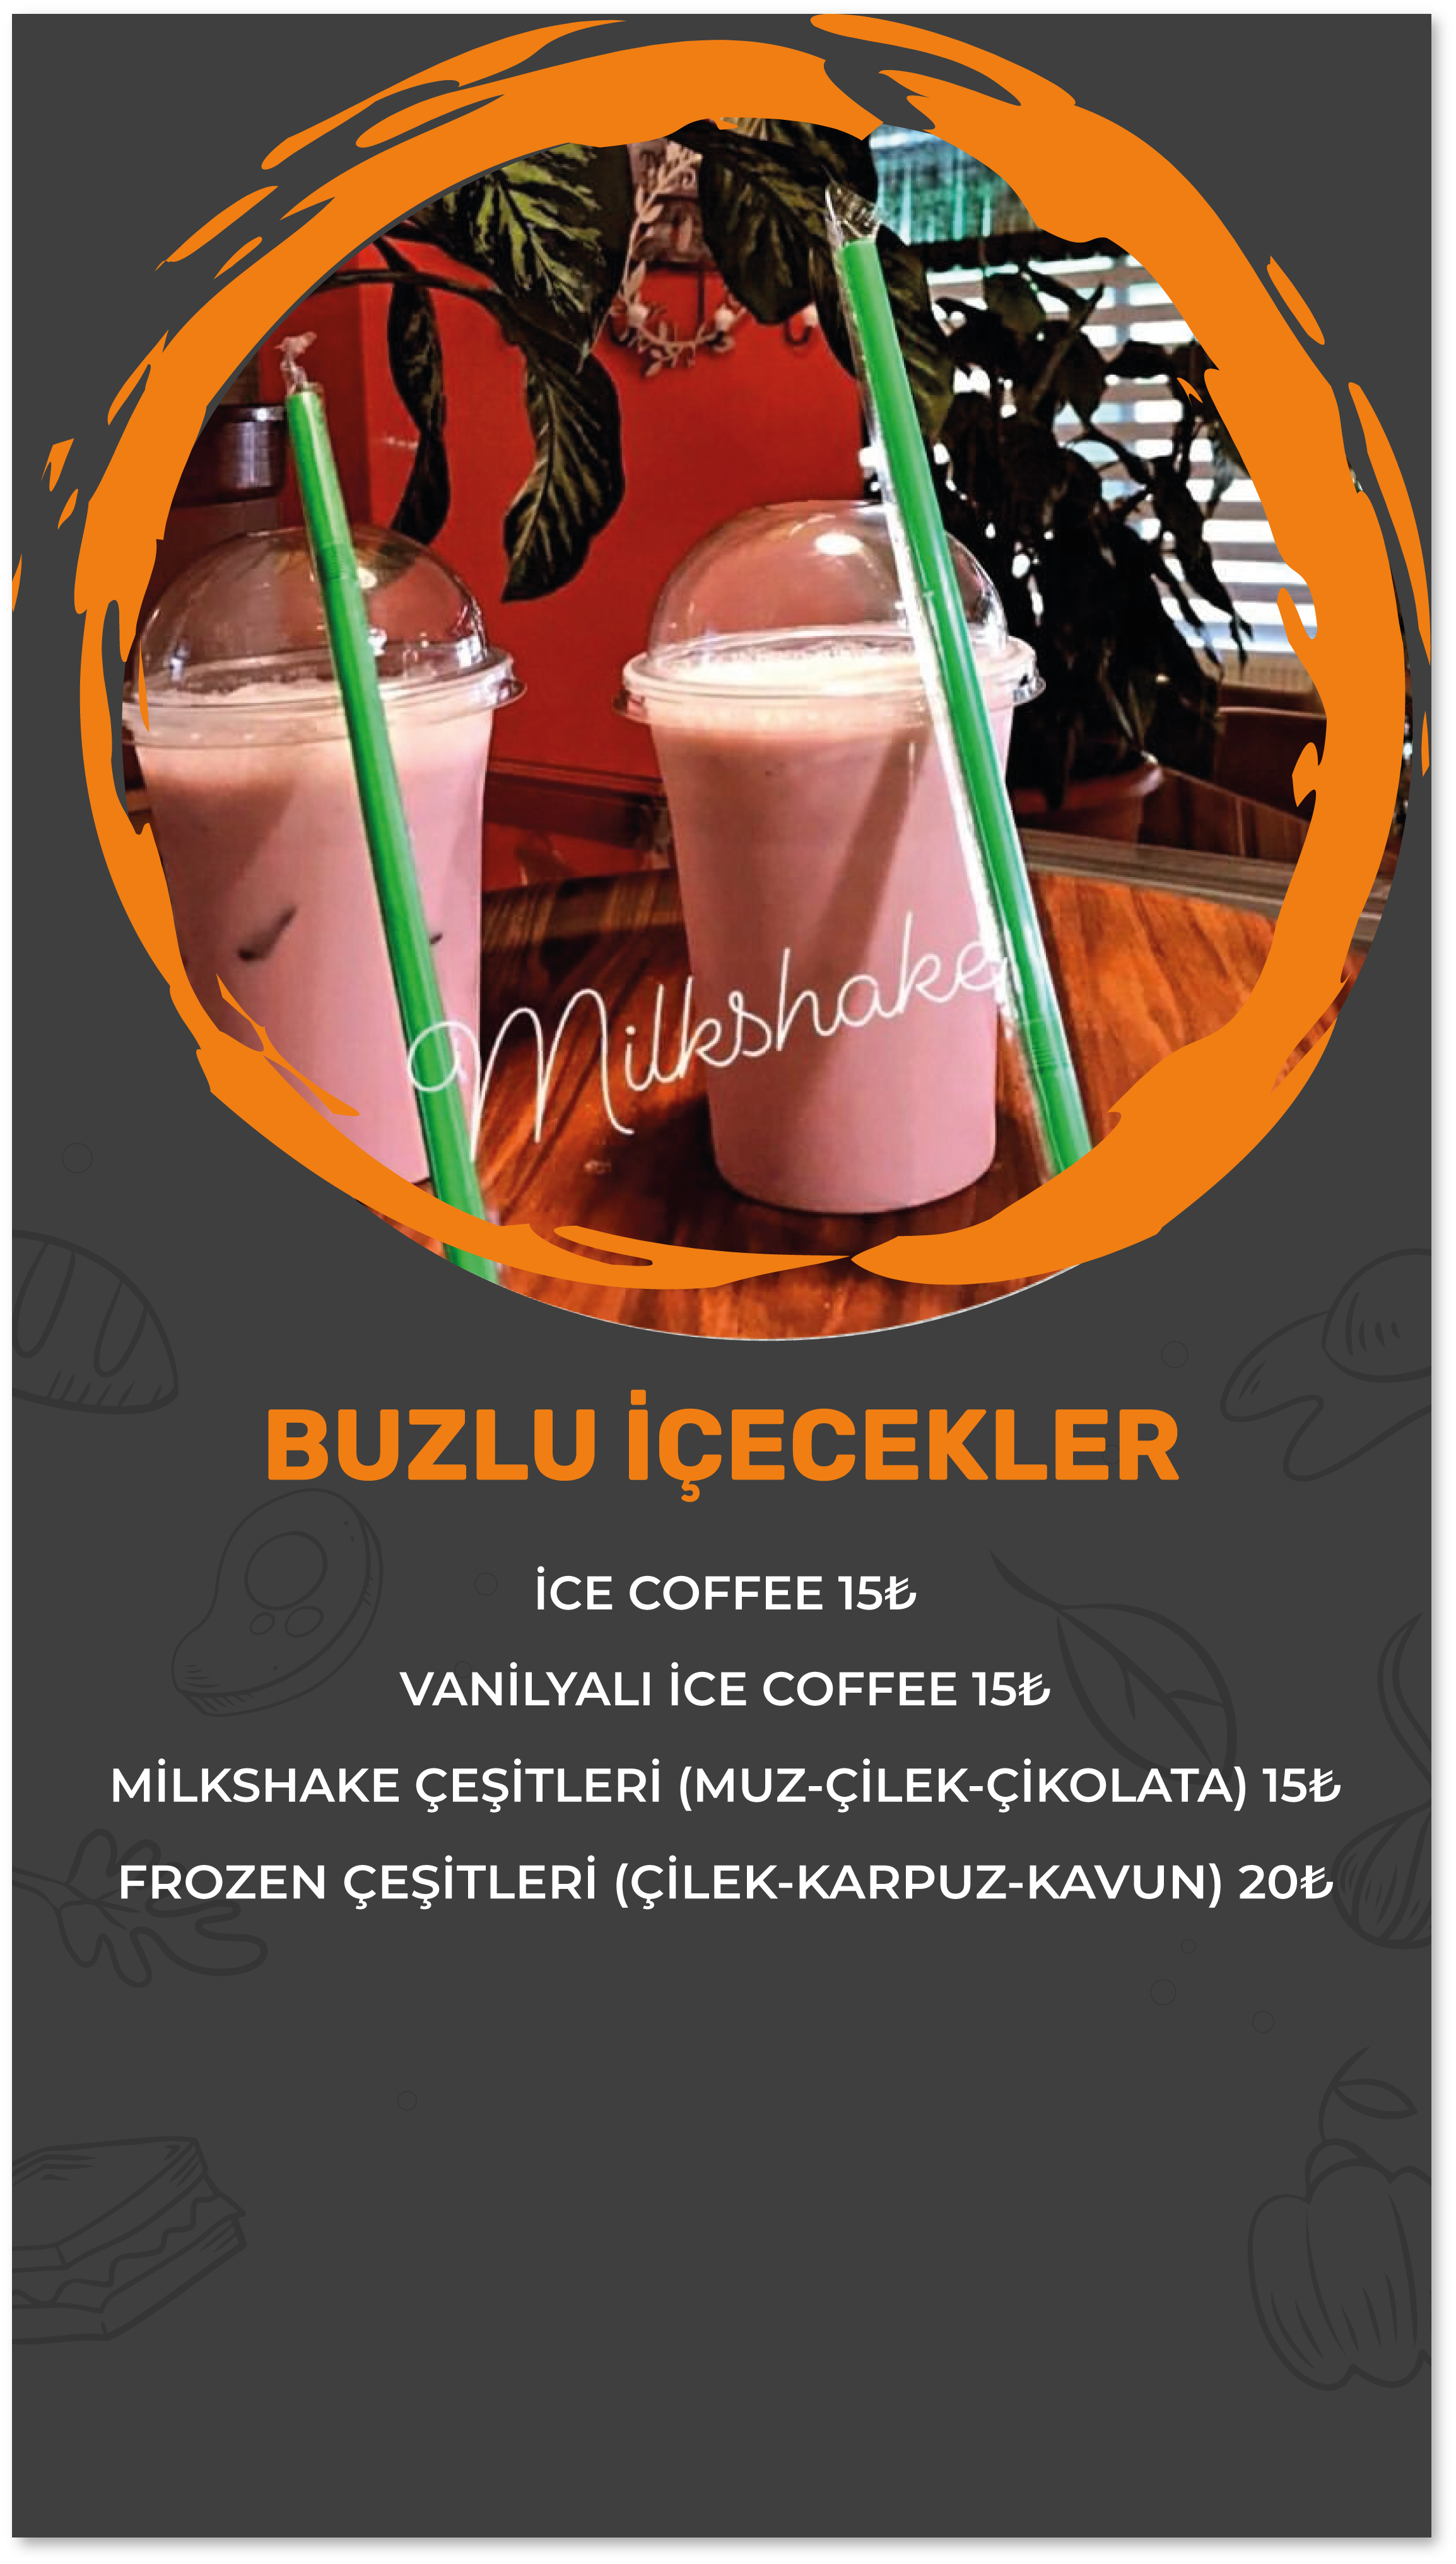 Milkshake
BUZLU İÇECEKLER
İCE COFFEE 15₺
VANİLYALI İCE COFFEE 15₺
MİLKSHAKE ÇEŞİTLERİ (MUZ-ÇİLEK-ÇİKOLATA) 15₺
FROZEN ÇEŞİTLERİ (ÇİLEK-KARPUZ-KAVUN) 20₺